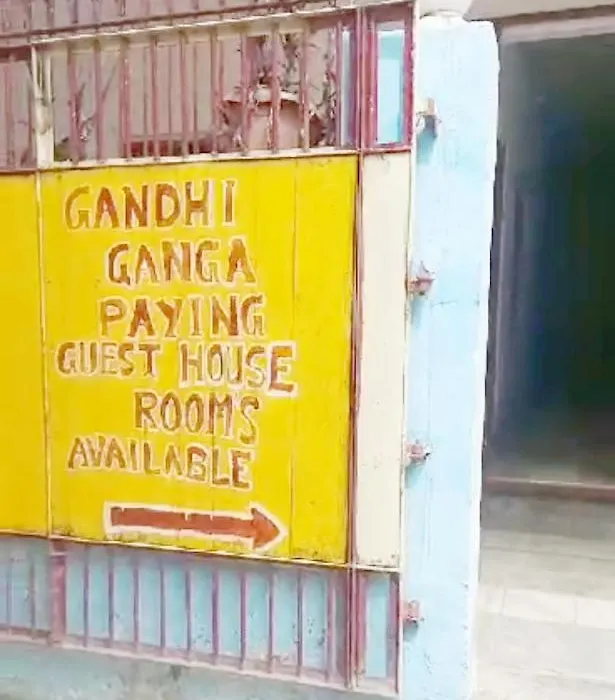 GANDHI
GANGA
PAYING
GUEST HOUSE
ROOMS
AVAILABLE